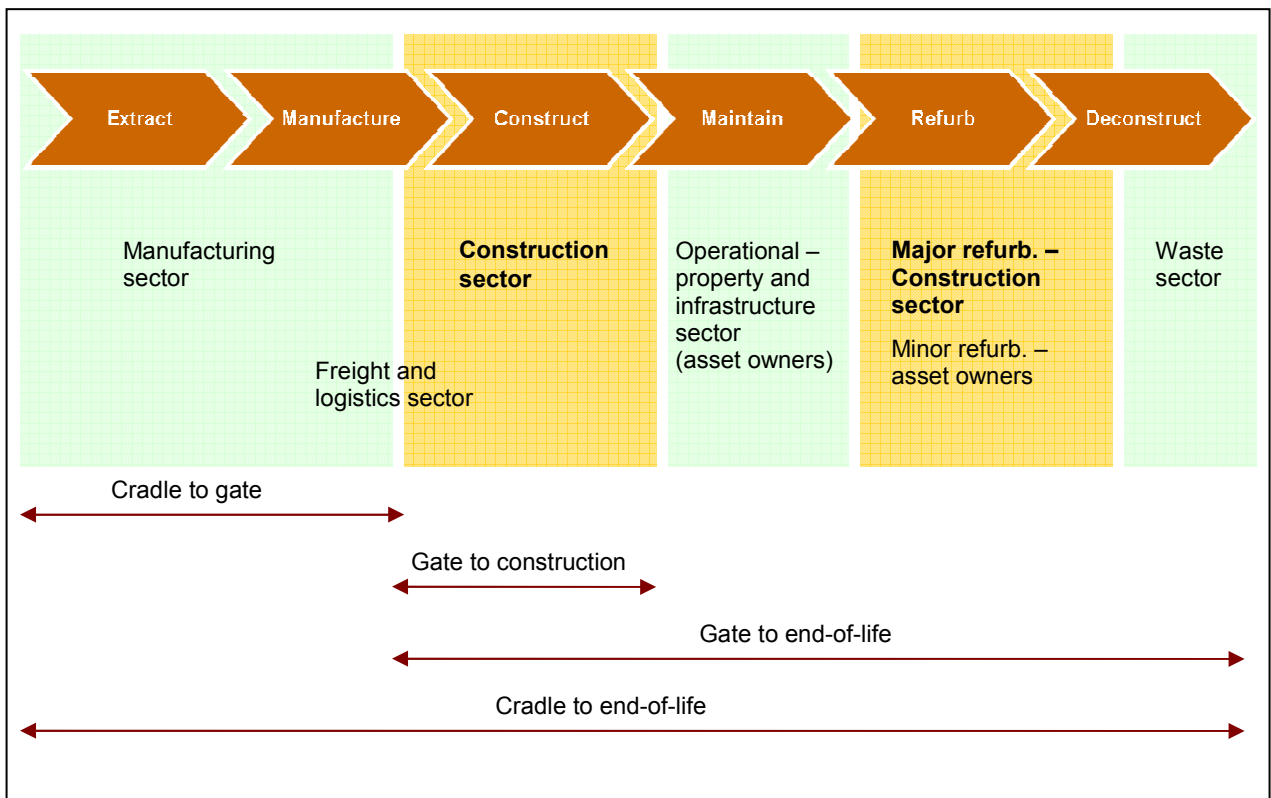 Extract
Manufacture
Construct
Maintain
Refurb
Deconstruct
Manufacturing
sector
Freight and
logistics sector
Construction
sector
Operational –
property and
infrastructure
sector
(asset owners)
Major refurb. –
Construction
sector
Minor refurb. –
asset owners
Waste
sector
Cradle to gate
Gate to construction
Gate to end-of-life
Cradle to end-of-life